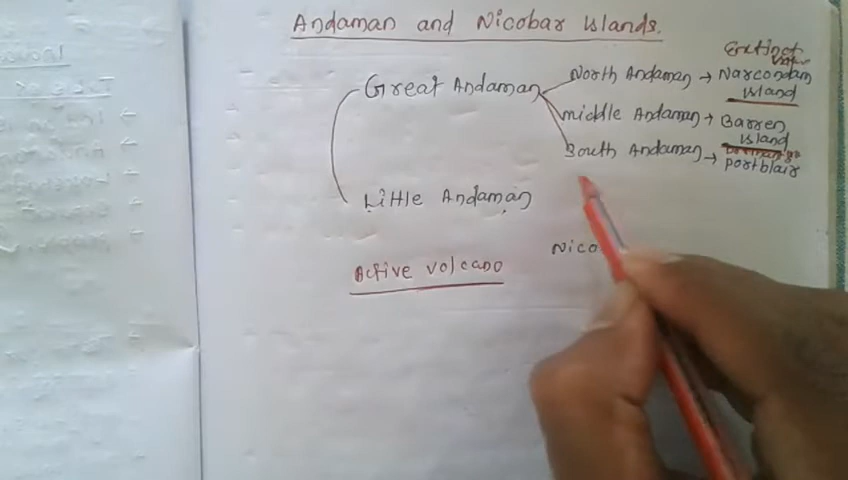 Andaman and Nicobar Islands.
Extinct
Great Andaman North Andaman → Narcondam
Island
middle Andaman → Barren
Island
South Andaman → Portblair
Little Andaman
Nico
Active volcano